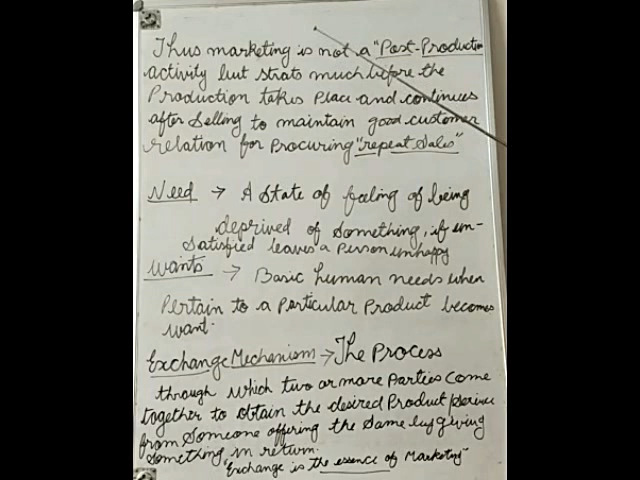 Thus marketing is not a "Post-Production
activity but strats much before the
Production takes Place and continues
after Selling to maintain good customer
relation for Procuring "repeat Sales"
Need → A State of feeling of being
deprived of Something, if un-
satisfied leaves a Person unhappy
Wants → Basic human needs when
Pertain to a Particular Product becomes
want.
Exchange Mechanism → The Process
through which two or more Parties Come
together to obtain the desired Product
from Someone offering the Same by giving
Something in return.
"Exchange is the essence of Marketing"